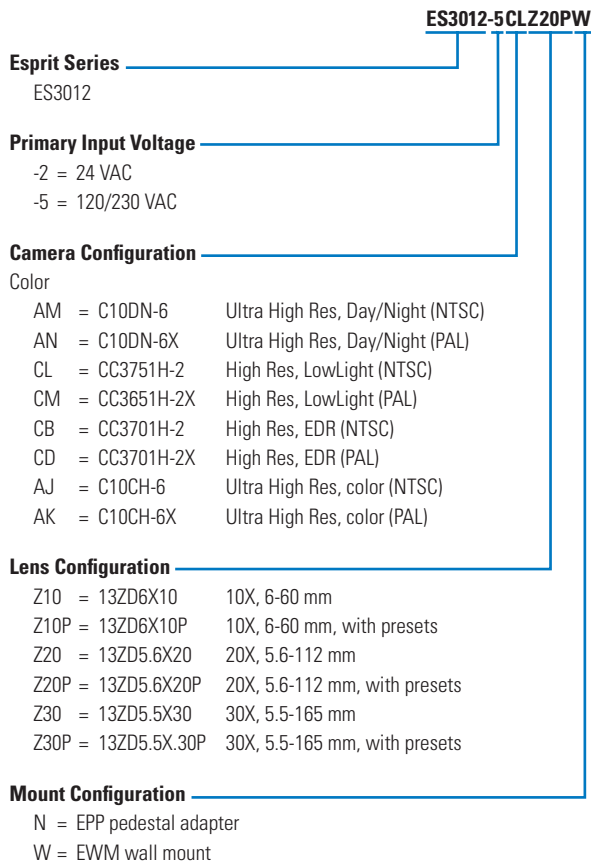 ES3012-5CLZ20PW
Esprit Series
ES3012
Primary Input Voltage
-2 = 24 VAC
-5 = 120/230 VAC
Camera Configuration
Color
AM = C10DN-6 Ultra High Res, Day/Night (NTSC)
AN = C10DN-6X Ultra High Res, Day/Night (PAL)
CL = CC3751H-2 High Res, LowLight (NTSC)
CM = CC3651H-2X High Res, LowLight (PAL)
CB = CC3701H-2 High Res, EDR (NTSC)
CD = CC3701H-2X High Res, EDR (PAL)
AJ = C10CH-6 Ultra High Res, color (NTSC)
AK = C10CH-6X Ultra High Res, color (PAL)
Lens Configuration
Z10 = 13ZD6X10 10X, 6-60 mm
Z10P = 13ZD6X10P 10X, 6-60 mm, with presets
Z20 = 13ZD5.6X20 20X, 5.6-112 mm
Z20P = 13ZD5.6X20P 20X, 5.6-112 mm, with presets
Z30 = 13ZD5.5X30 30X, 5.5-165 mm
Z30P = 13ZD5.5X.30P 30X, 5.5-165 mm, with presets
Mount Configuration
N = EPP pedestal adapter
W = EWM wall mount